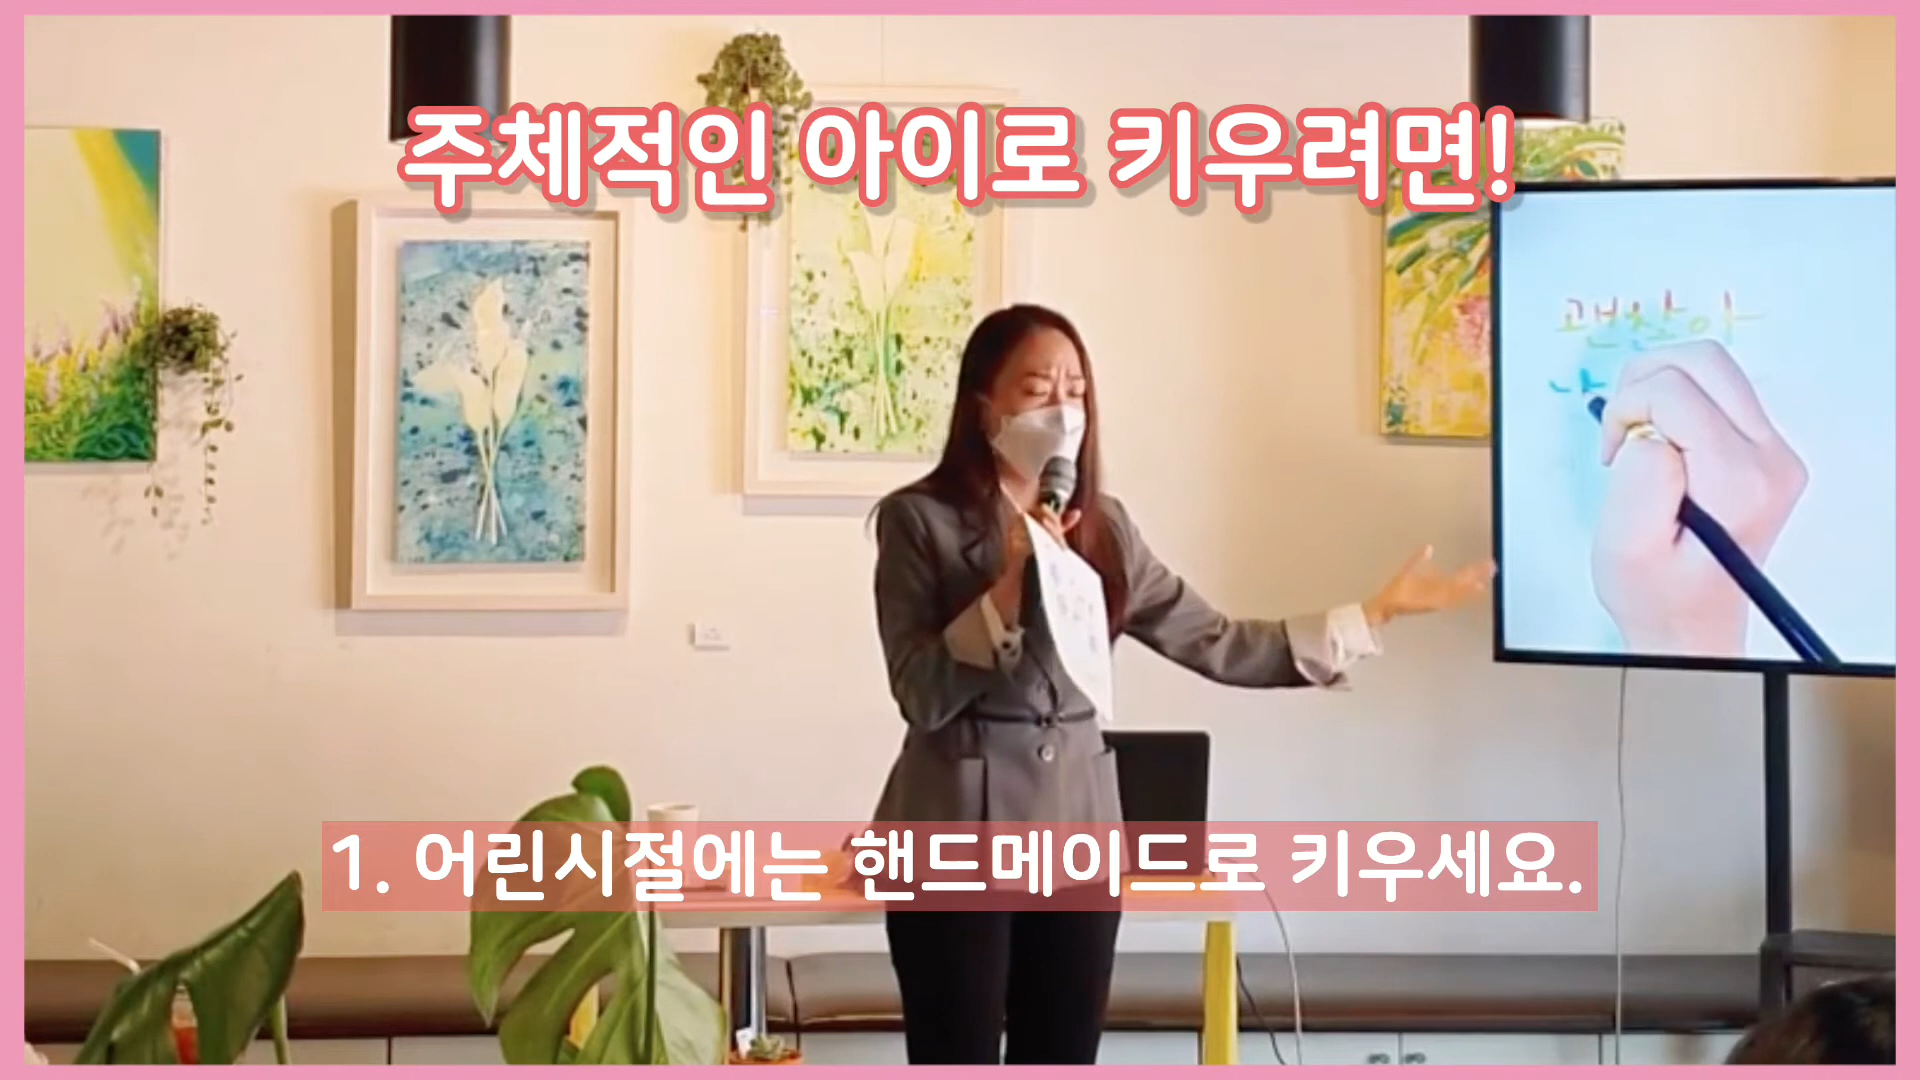 주체적인 아이로 키우려면!
괜찮아
1. 어린시절에는 핸드메이드로 키우세요.